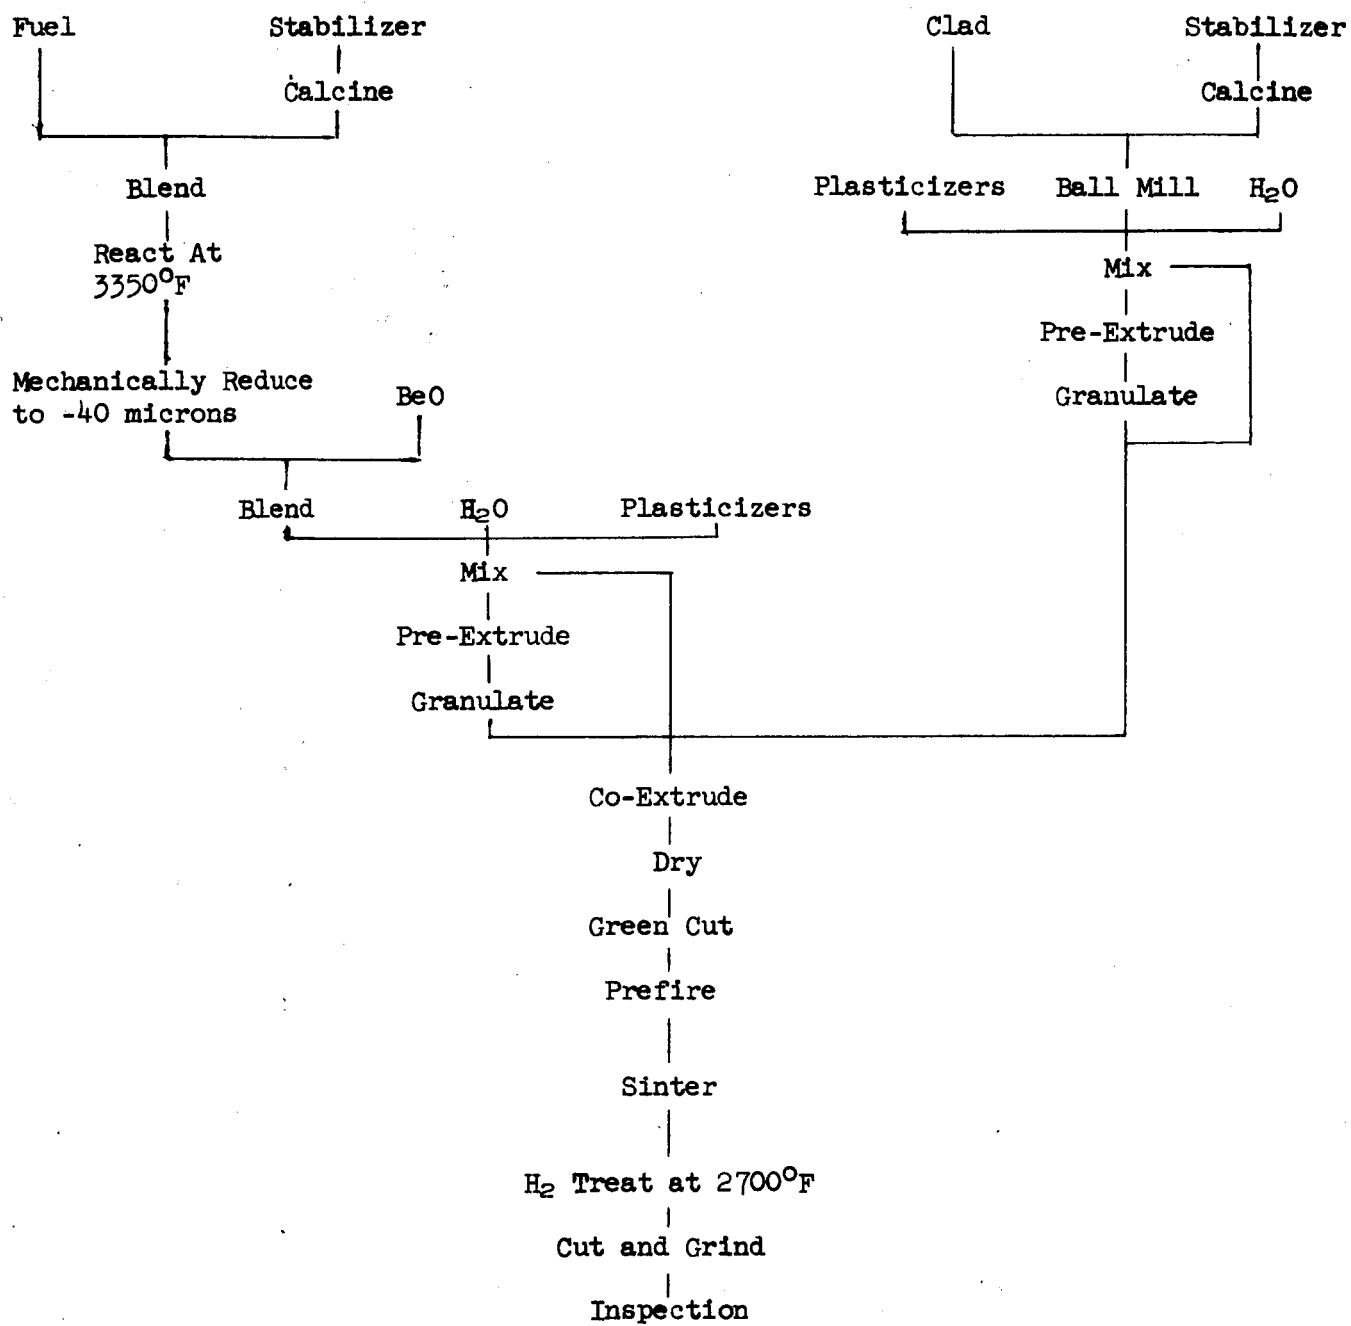 Fuel
Stabilizer
Clad
Stabilizer
Calcine
Calcine
Blend
Plasticizers
Ball Mill
H₂O
React At
3350°F
Mix
Pre-Extrude
Mechanically Reduce
to -40 microns
BeO
Granulate
Blend
H₂O
Plasticizers
Mix
Pre-Extrude
Granulate
Co-Extrude
Dry
Green Cut
Prefire
Sinter
H₂ Treat at 2700°F
Cut and Grind
Inspection